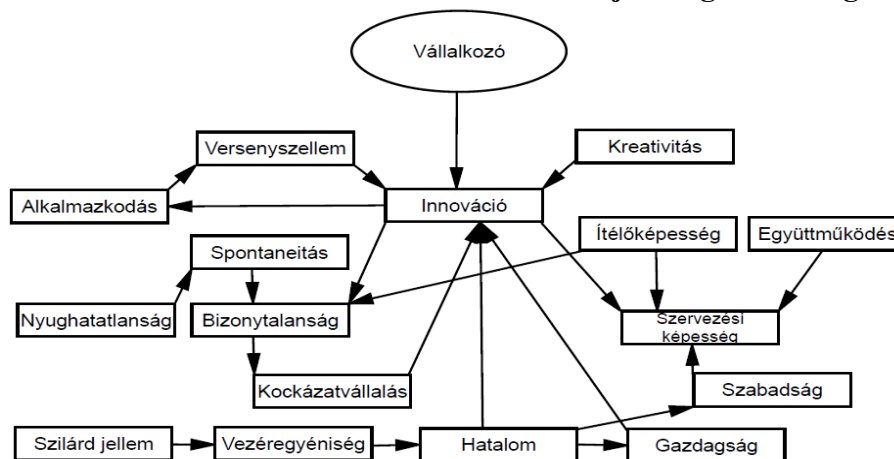 Vállalkozó
Versenyszellem
Kreativitás
Alkalmazkodás
Innováció
Ítélőképesség
Együttműködés
Spontaneitás
Nyughatatlanság
Bizonytalanság
Szervezési
képesség
Kockázatvállalás
Szabadság
Szilárd jellem
Vezéregyéniség
Hatalom
Gazdagság